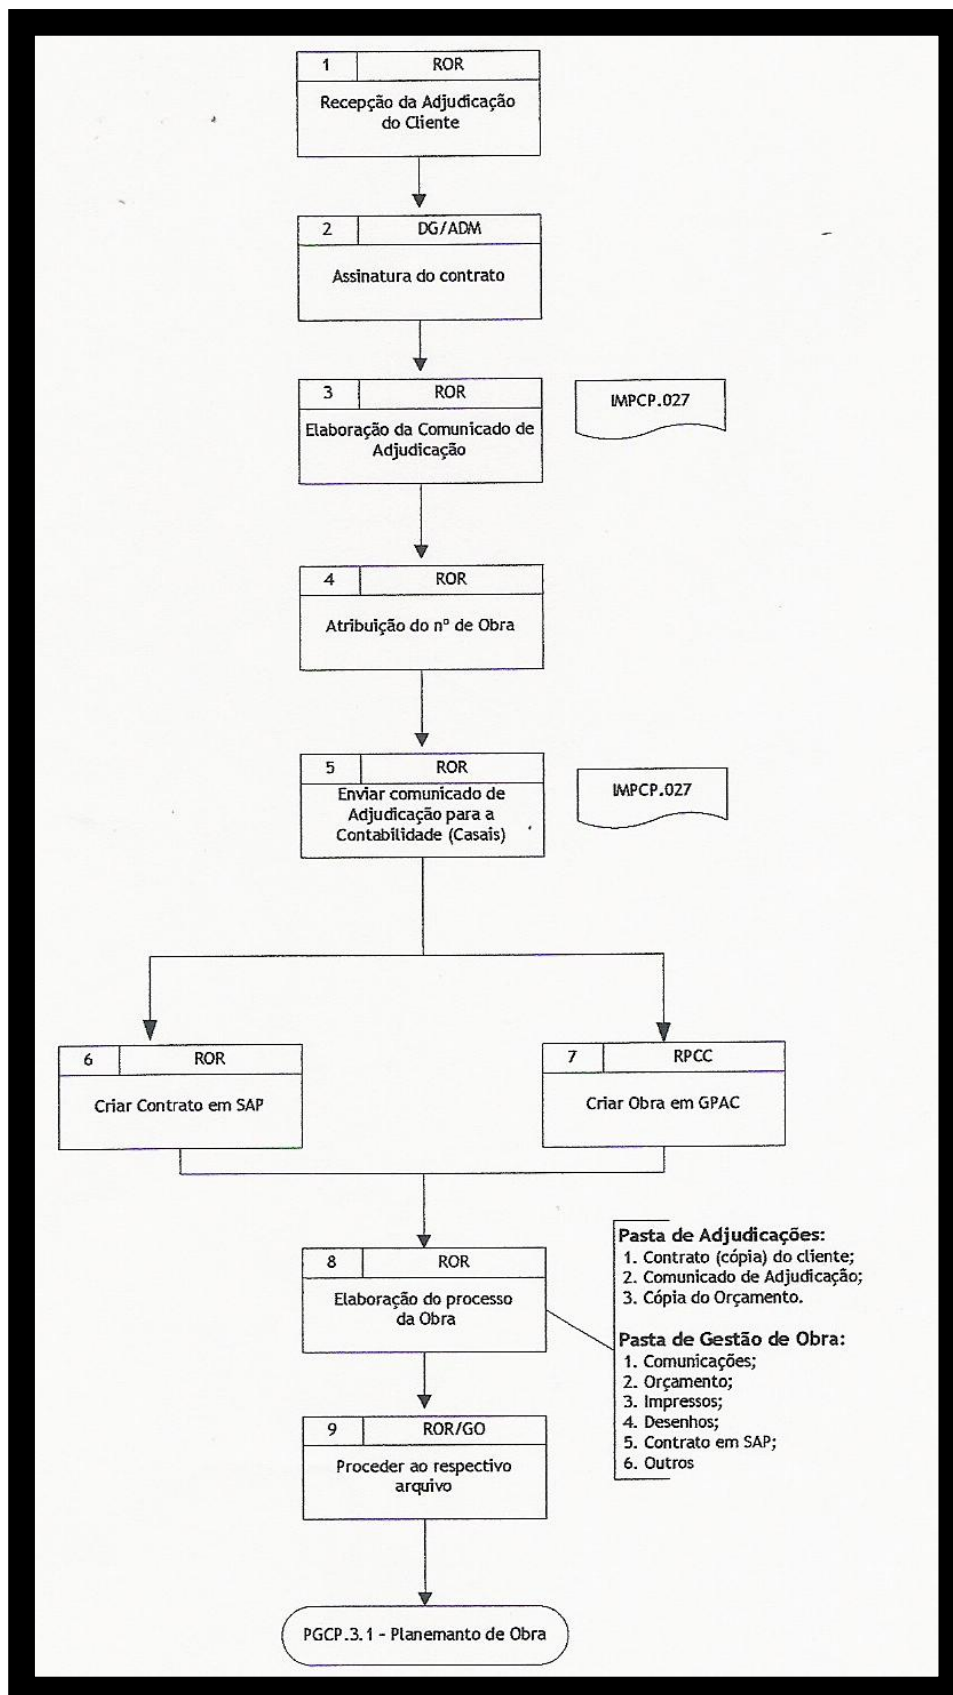 1 ROR
Recepção da Adjudicação
do Cliente
2 DG/ADM
Assinatura do contrato
3 ROR
Elaboração da Comunicado de
Adjudicação
IMPCP.027
4 ROR
Atribuição do nº de Obra
5 ROR
Enviar comunicado de
Adjudicação para a
Contabilidade (Casais)
IMPCP.027
6 ROR
Criar Contrato em SAP
7 RPCC
Criar Obra em GPAC
8 ROR
Elaboração do processo
da Obra
Pasta de Adjudicações:
1. Contrato (cópia) do cliente;
2. Comunicado de Adjudicação;
3. Cópia do Orçamento.
Pasta de Gestão de Obra:
1. Comunicações;
2. Orçamento;
3. Impressos;
4. Desenhos;
5. Contrato em SAP;
6. Outros
9 ROR/GO
Proceder ao respectivo
arquivo
PGCP.3.1 - Planemanto de Obra